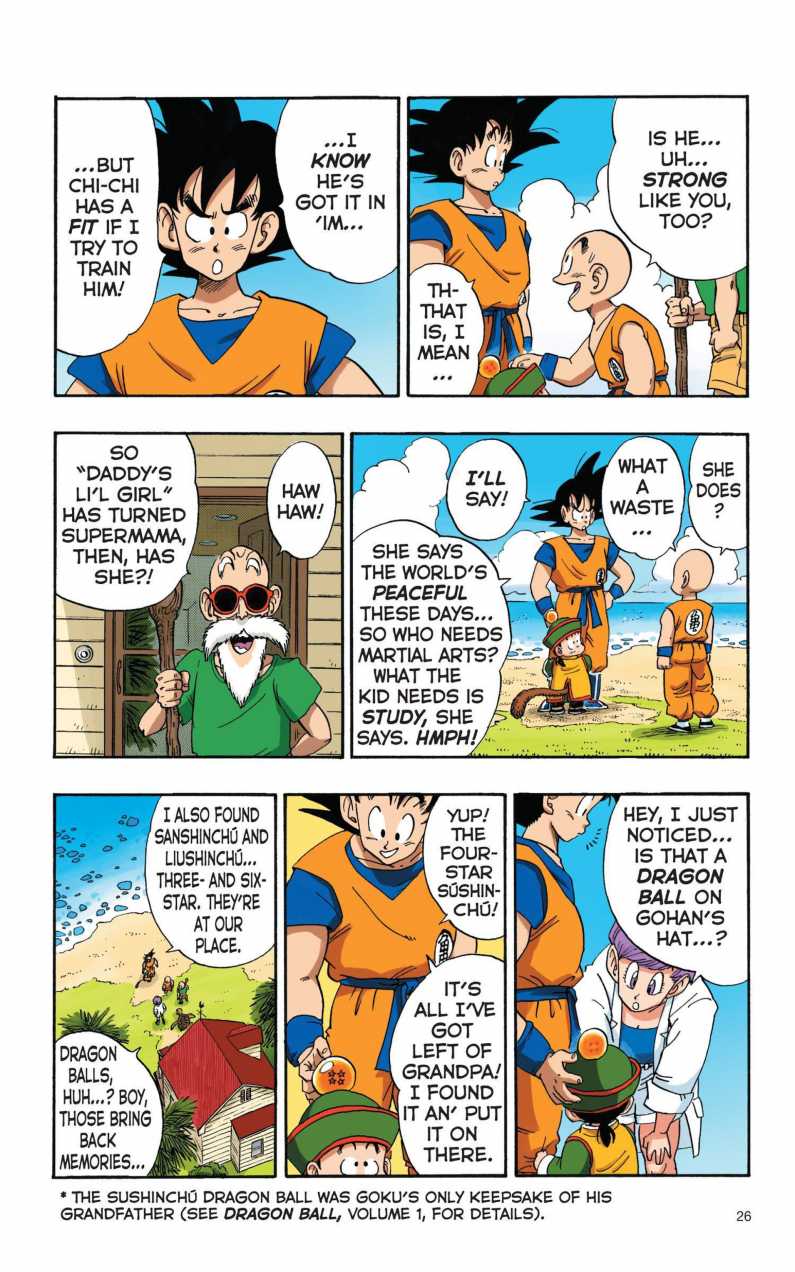 IS HE...
UH...
STRONG
LIKE YOU,
TOO?
TH-
THAT
IS, I
MEAN
...
...I
KNOW
HE'S
GOT IT IN
'IM...
...BUT
CHI-CHI
HAS A
FIT IF I
TRY TO
TRAIN
HIM!
SHE
DOES
?
WHAT
A
WASTE
...
I'LL
SAY!
SHE SAYS
THE WORLD'S
PEACEFUL
THESE DAYS...
SO WHO NEEDS
MARTIAL ARTS?
WHAT THE
KID NEEDS IS
STUDY, SHE
SAYS. HMPH!
HAW
HAW!
SO
"DADDY'S
LI'L GIRL"
HAS TURNED
SUPERMAMA,
THEN, HAS
SHE?!
HEY, I JUST
NOTICED...
IS THAT A
DRAGON
BALL ON
GOHAN'S
HAT...?
YUP!
THE
FOUR-
STAR
SÚSHIN-
CHÚ!
IT'S
ALL I'VE
GOT
LEFT OF
GRANDPA!
I FOUND
IT AN' PUT
IT ON
THERE.
I ALSO FOUND
SANSHINCHÚ AND
LIUSHINCHÚ...
THREE- AND SIX-
STAR. THEY'RE
AT OUR
PLACE.
DRAGON
BALLS,
HUH...? BOY,
THOSE BRING
BACK
MEMORIES...
* THE SUSHINCHÚ DRAGON BALL WAS GOKU'S ONLY KEEPSAKE OF HIS
GRANDFATHER (SEE DRAGON BALL, VOLUME 1, FOR DETAILS).
26